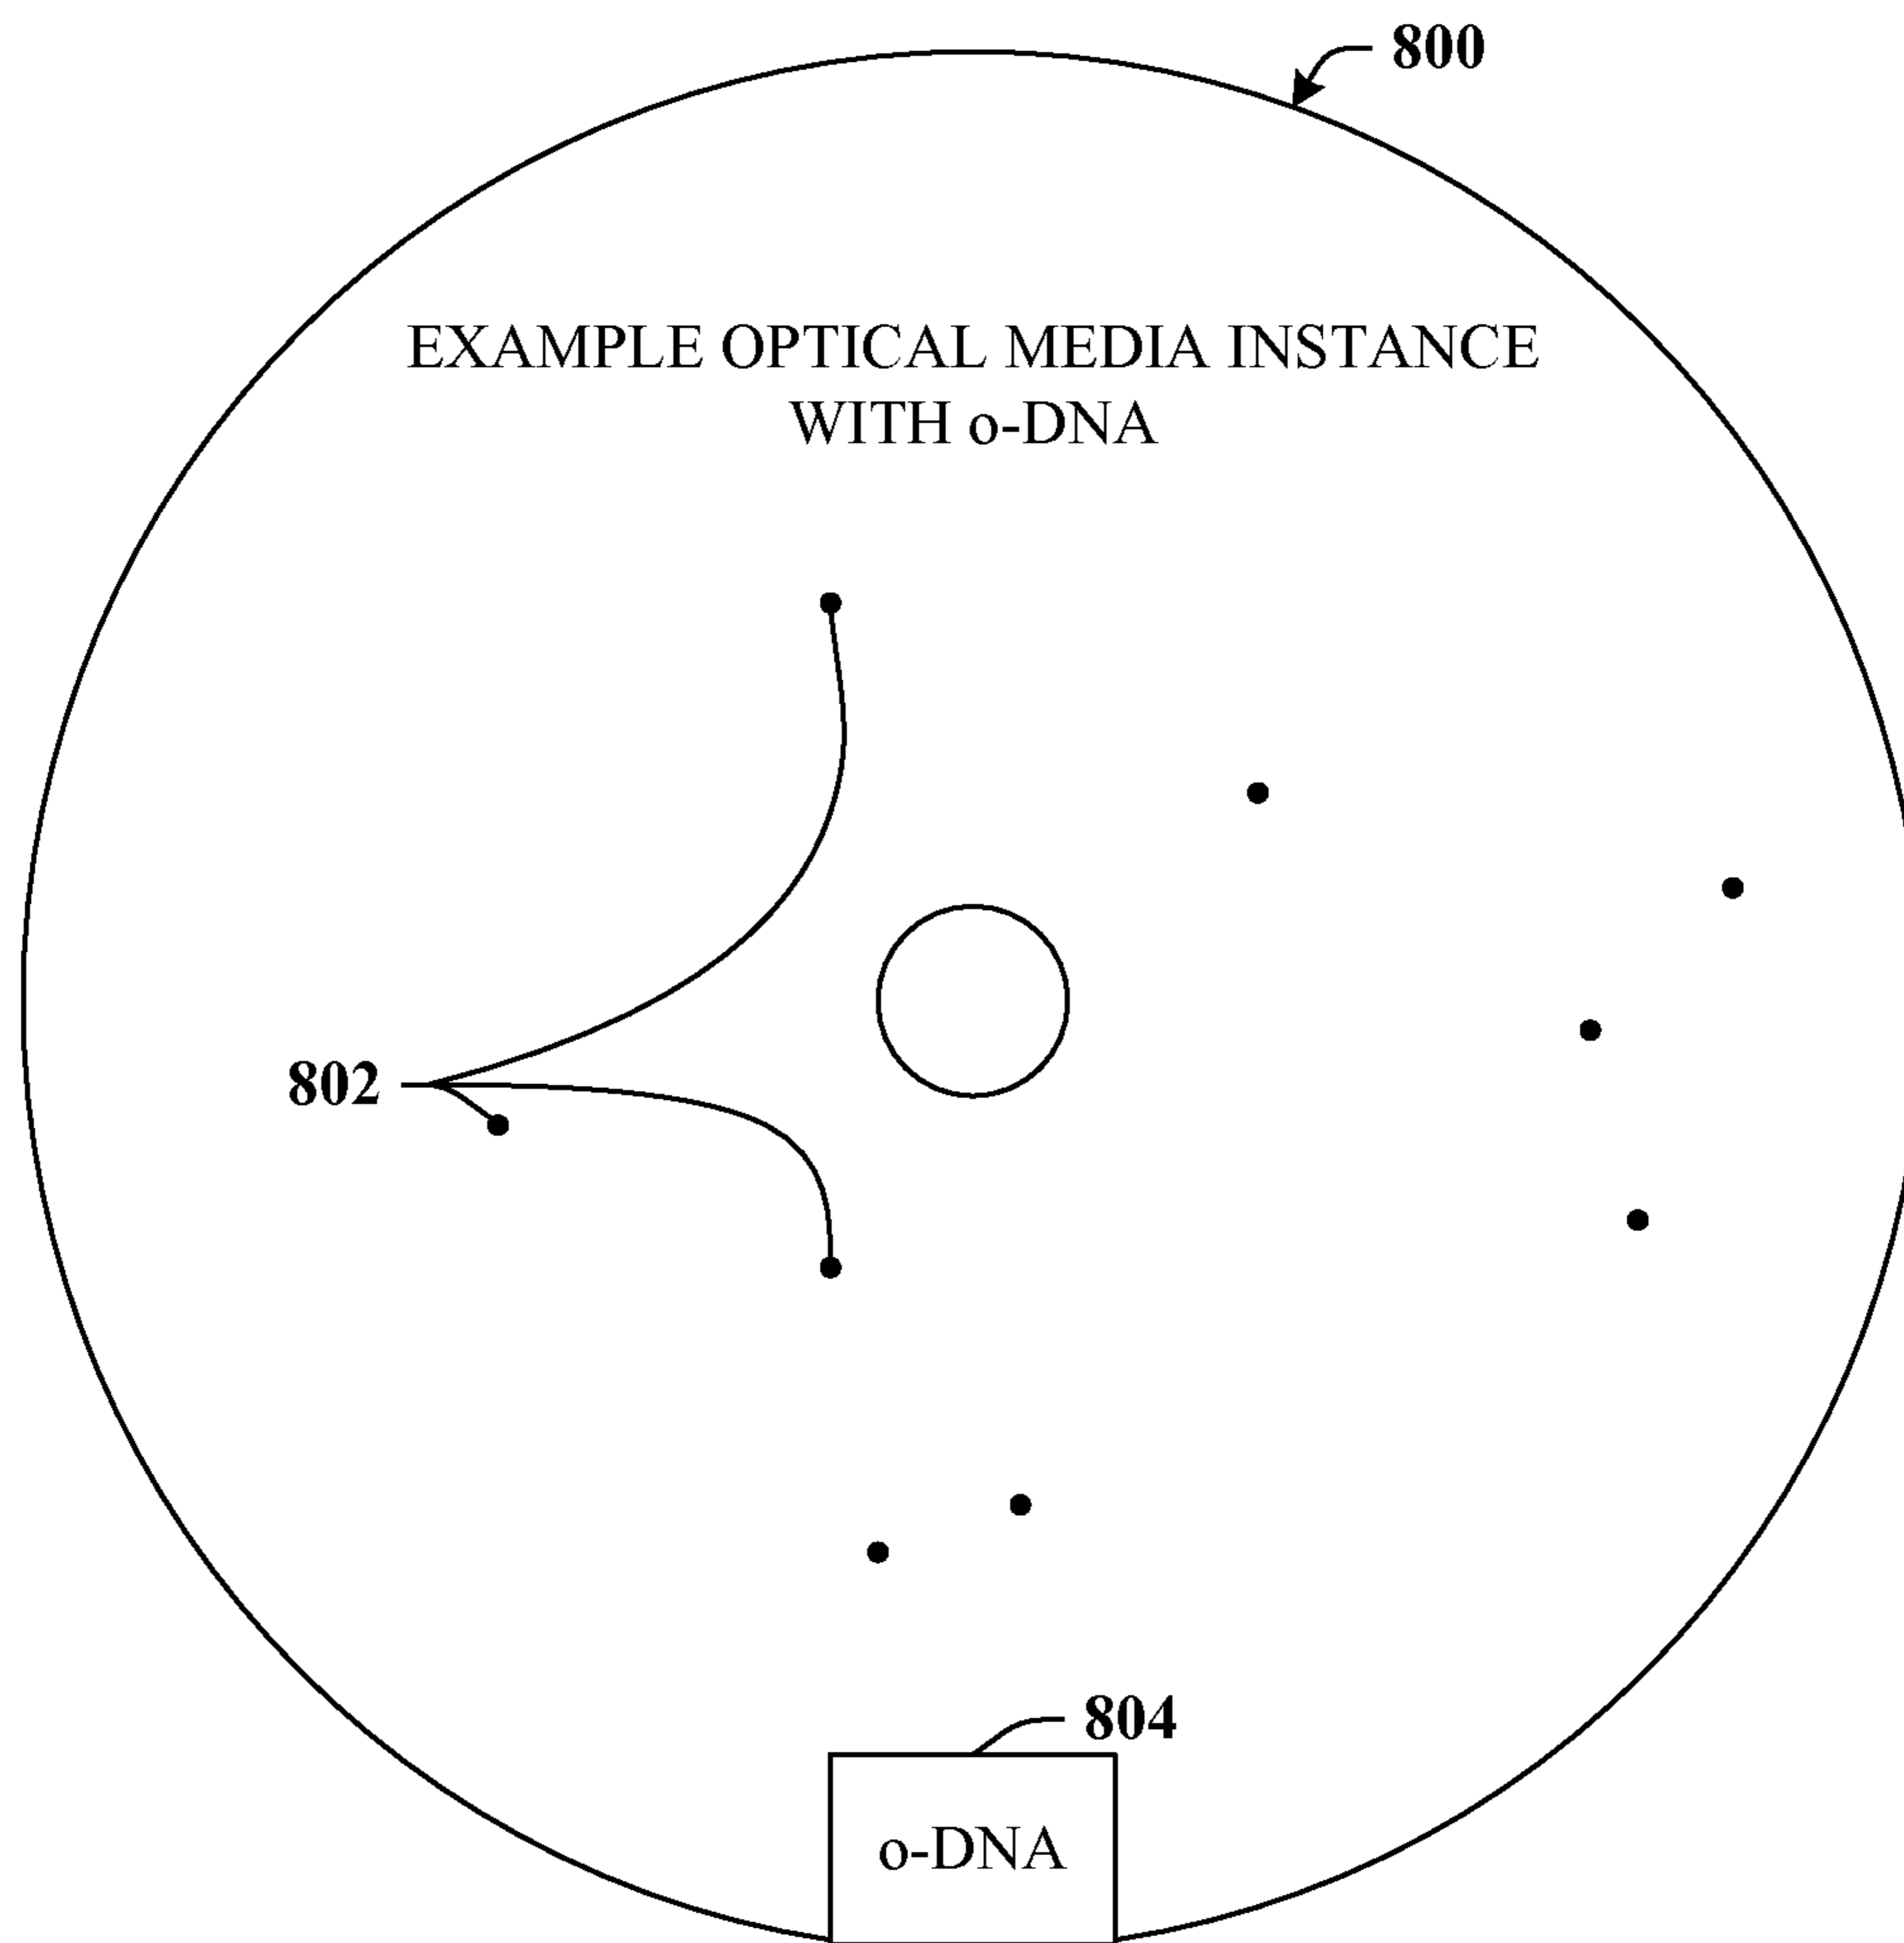 800
EXAMPLE OPTICAL MEDIA INSTANCE
WITH o-DNA
802
804
o-DNA